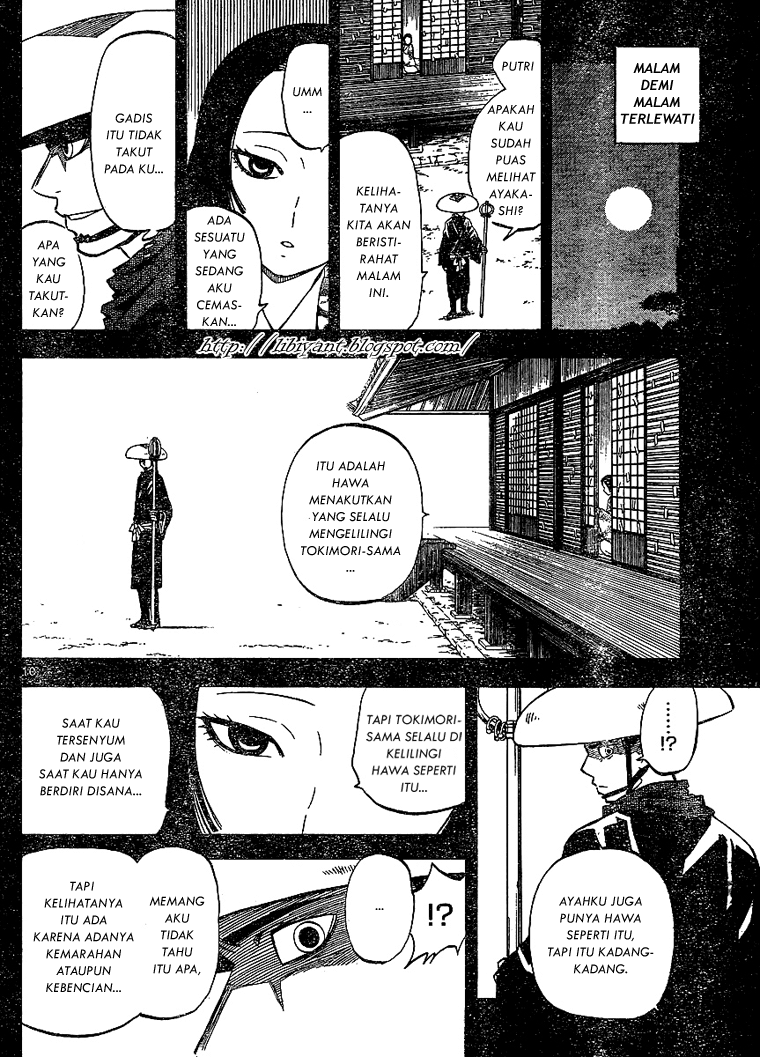 MALAM
DEMI
MALAM
TERLEWATI
PUTRI
APAKAH
KAU
SUDAH
PUAS
MELIHAT
AYAKA-
SHI?
KELIHA-
TANYA
KITA AKAN
BERISTI-
RAHAT
MALAM
INI.
UMM
...
ADA
SESUATU
YANG
SEDANG
AKU
CEMAS-
KAN...
GADIS
ITU TIDAK
TAKUT
PADA KU...
APA
YANG
KAU
TAKUT-
KAN?
http://libiyant.blogspot.com/
ITU ADALAH
HAWA
MENAKUTKAN
YANG SELALU
MENGELILINGI
TOKIMORI-SAMA
...
10
........
!?
AYAHKU JUGA
PUNYA HAWA
SEPERTI ITU,
TAPI ITU KADANG-
KADANG.
TAPI TOKIMORI-
SAMA SELALU DI
KELILINGI
HAWA SEPERTI
ITU...
SAAT KAU
TERSENYUM
DAN JUGA
SAAT KAU HANYA
BERDIRI DISANA...
!?
...
MEMANG
AKU
TIDAK
TAHU
ITU APA,
TAPI
KELIHATANYA
ITU ADA
KARENA ADANYA
KEMARAHAN
ATAUPUN
KEBENCIAN...